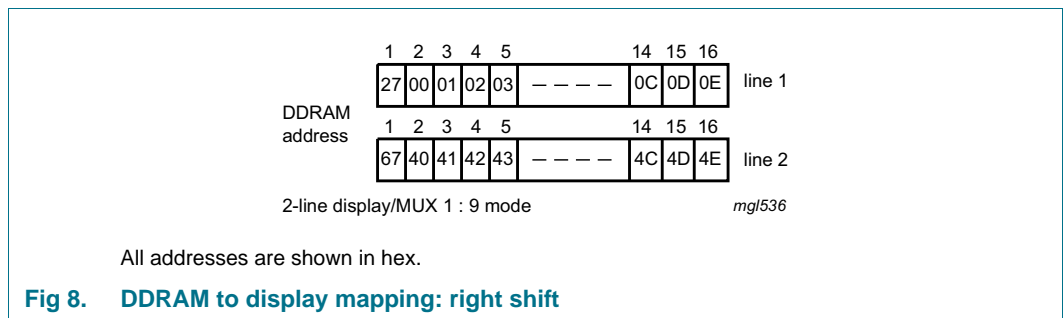 1 2 3 4 5 14 15 16
27 00 01 02 03 – – – – 0C 0D 0E line 1
DDRAM
address
1 2 3 4 5 14 15 16
67 40 41 42 43 – – – – 4C 4D 4E line 2
2-line display/MUX 1 : 9 mode mgl536
All addresses are shown in hex.
Fig 8. DDRAM to display mapping: right shift